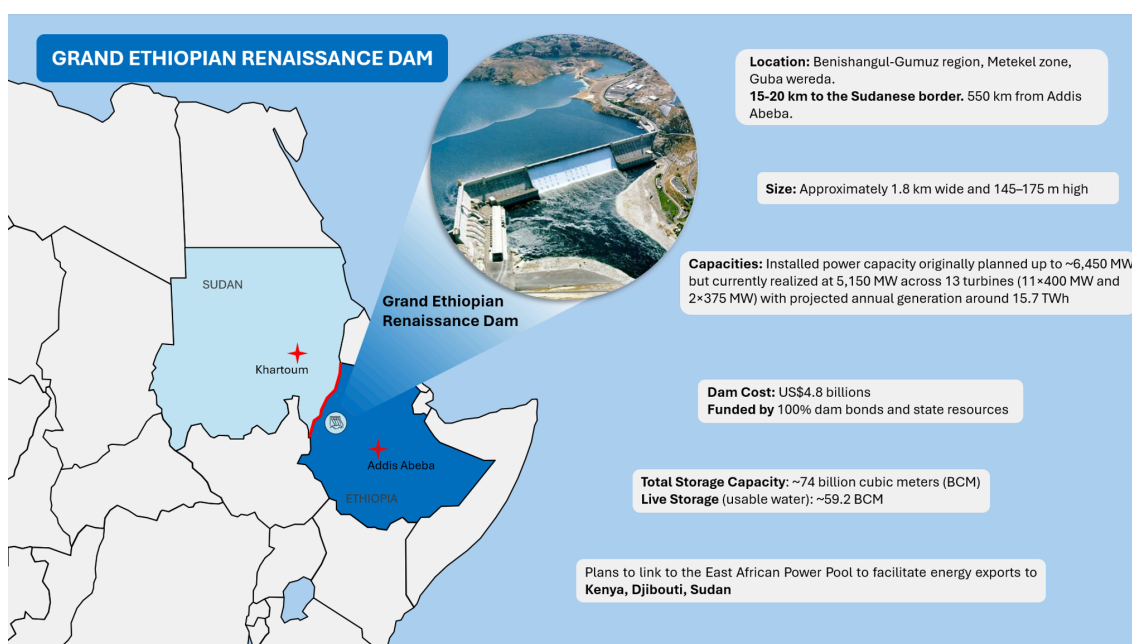 GRAND ETHIOPIAN RENAISSANCE DAM
Location: Benishangul-Gumuz region, Metekel zone,
Guba wereda.
15-20 km to the Sudanese border. 550 km from Addis
Abeba.
Size: Approximately 1.8 km wide and 145–175 m high
Capacities: Installed power capacity originally planned up to ~6,450 MW
but currently realized at 5,150 MW across 13 turbines (11×400 MW and
2×375 MW) with projected annual generation around 15.7 TWh
SUDAN
Grand Ethiopian
Renaissance Dam
Khartoum
Dam Cost: US$4.8 billions
Funded by 100% dam bonds and state resources
Addis Abeba
ETHIOPIA
Total Storage Capacity: ~74 billion cubic meters (BCM)
Live Storage (usable water): ~59.2 BCM
Plans to link to the East African Power Pool to facilitate energy exports to
Kenya, Djibouti, Sudan